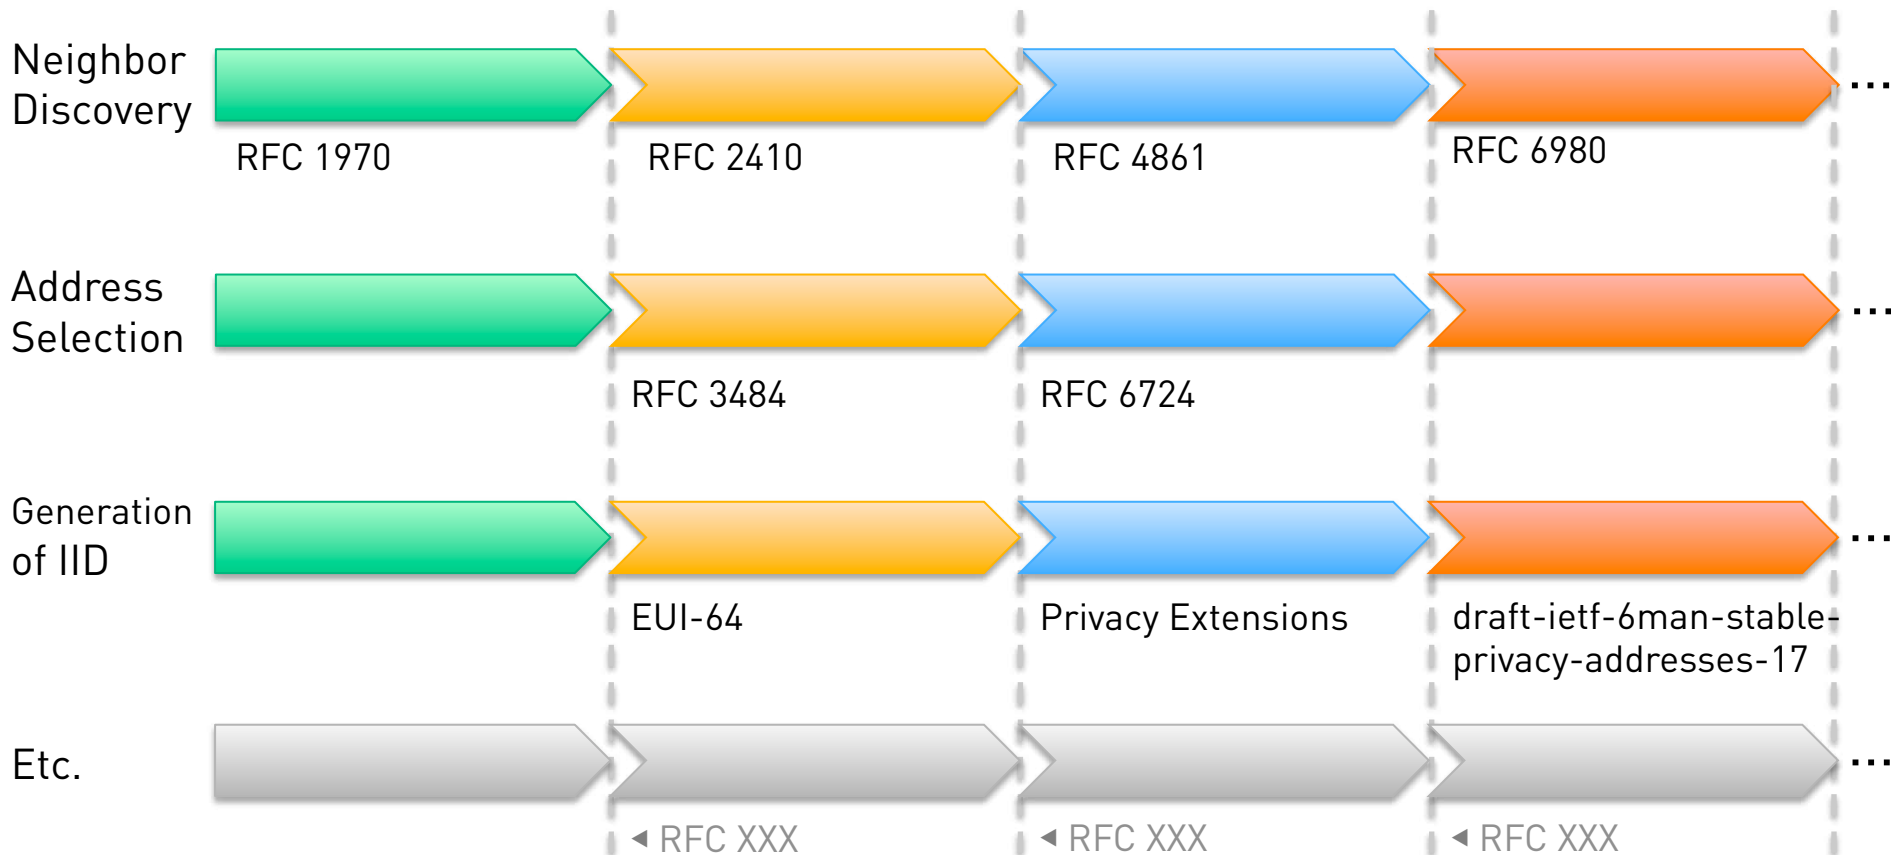 Neighbor
Discovery
...
RFC 1970
RFC 2410
RFC 4861
RFC 6980
Address
Selection
...
RFC 3484
RFC 6724
Generation
of IID
...
EUI-64
Privacy Extensions
draft-ietf-6man-stable-
privacy-addresses-17
Etc.
...
◄ RFC XXX
◄ RFC XXX
◄ RFC XXX